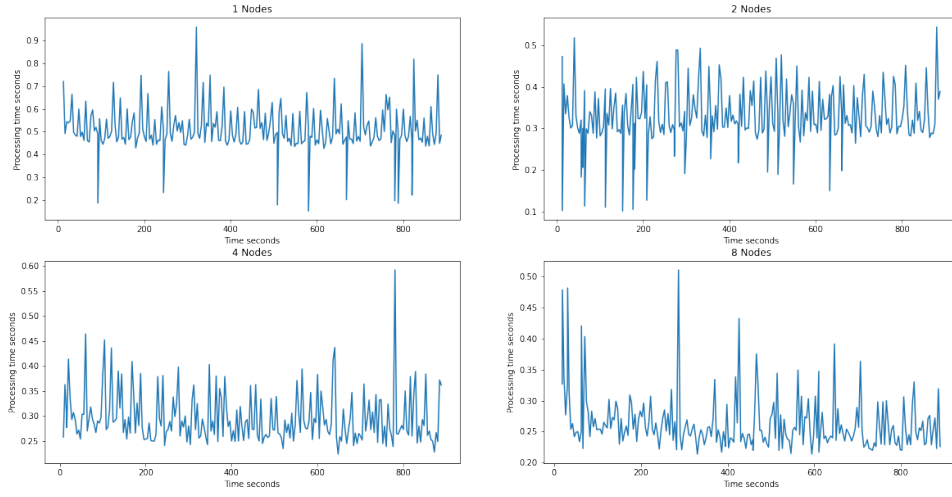 1 Nodes
Processing time seconds
0.9
0.8
0.7
0.6
0.5
0.4
0.3
0.2
0 200 400 600 800
Time seconds
2 Nodes
Processing time seconds
0.5
0.4
0.3
0.2
0.1
0 200 400 600 800
Time seconds
4 Nodes
Processing time seconds
0.60
0.55
0.50
0.45
0.40
0.35
0.30
0.25
0 200 400 600 800
Time seconds
8 Nodes
Processing time seconds
0.50
0.45
0.40
0.35
0.30
0.25
0.20
0 200 400 600 800
Time seconds